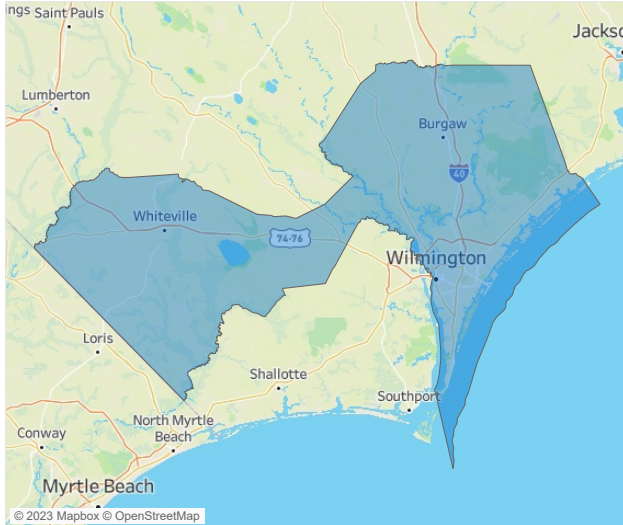 ngs Saint Pauls
Jackso
Lumberton
Burgaw
40
Whiteville
74-76
Wilmington
Loris
Shallotte
Southport
North Myrtle
Beach
Conway
Myrtle Beach
© 2023 Mapbox © OpenStreetMap